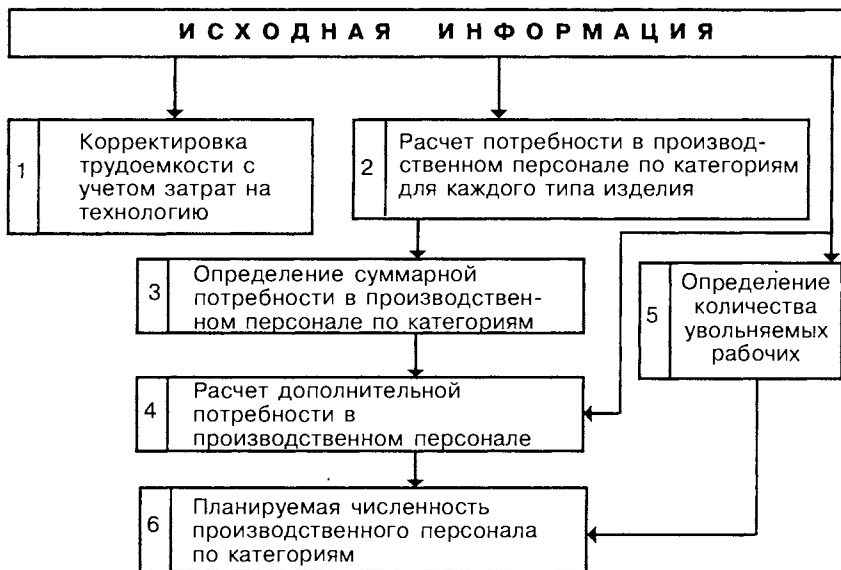 ИСХОДНАЯ ИНФОРМАЦИЯ
1
Корректировка
трудоемкости с
учетом затрат на
технологию
2
Расчет потребности в производ-
ственном персонале по категориям
для каждого типа изделия
3
Определение суммарной
потребности в производствен-
ном персонале по категориям
5
Определение
количества
увольняемых
рабочих
4
Расчет дополнительной
потребности в
производственном персонале
6
Планируемая численность
производственного персонала
по категориям